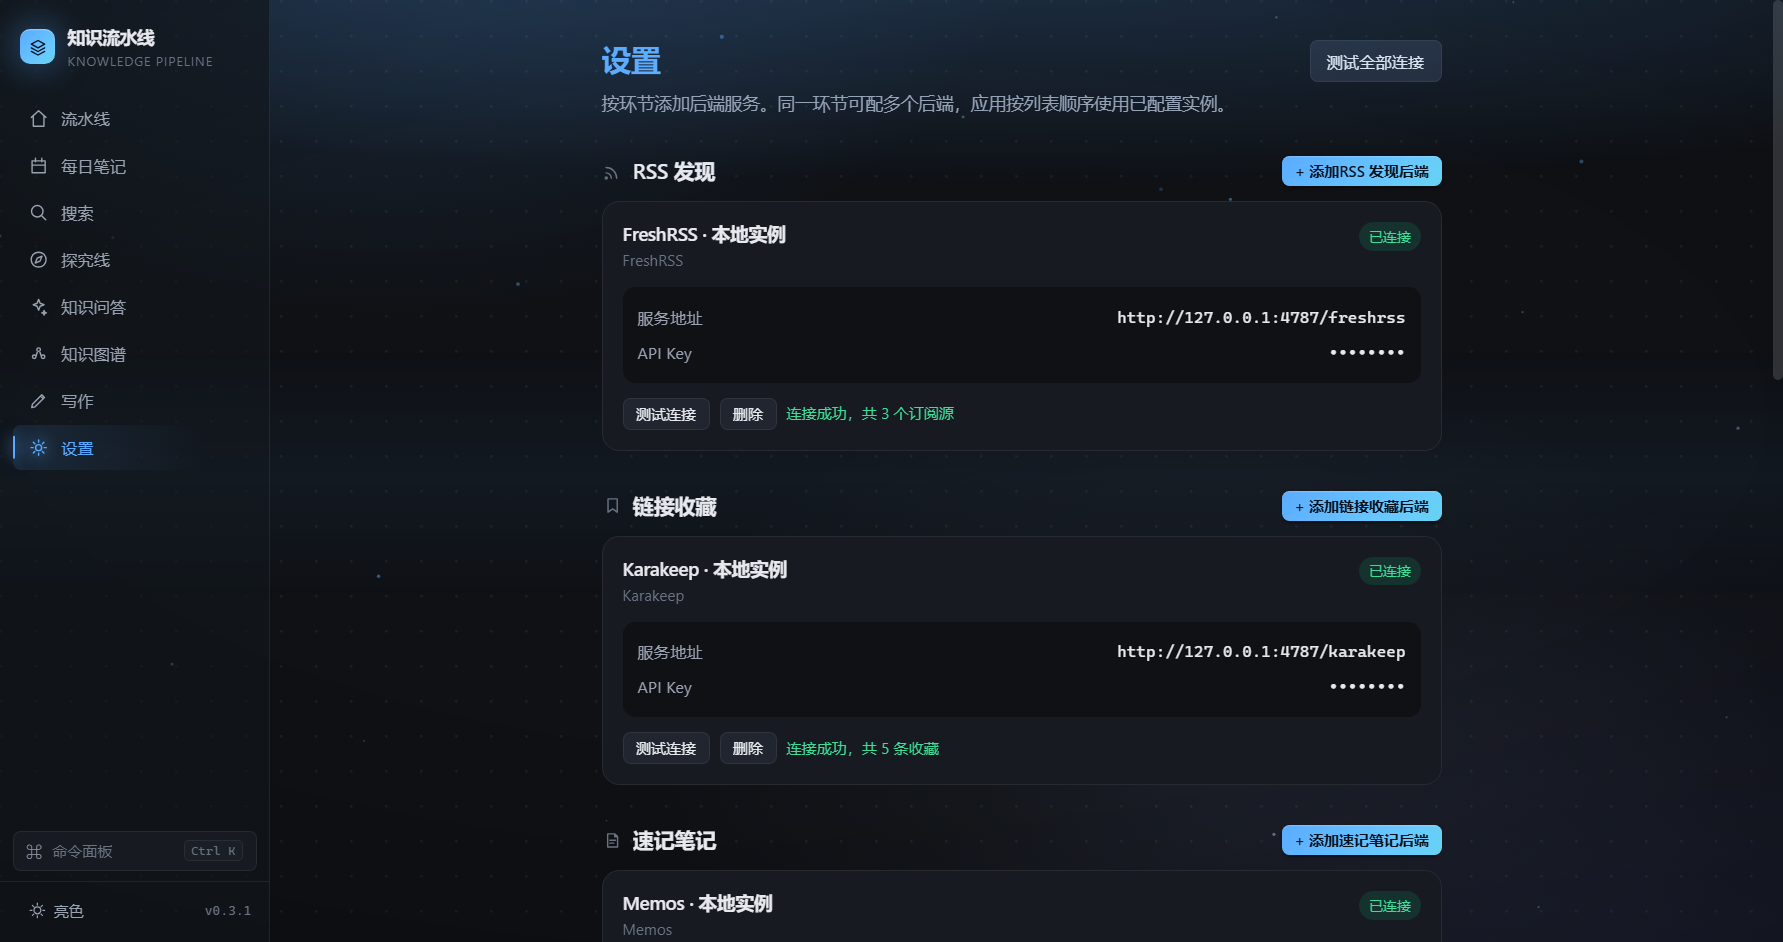 知识流水线
KNOWLEDGE PIPELINE
流水线
每日笔记
搜索
探究线
知识问答
知识图谱
写作
设置
命令面板 Ctrl K
亮色 v0.3.1
设置
测试全部连接
按环节添加后端服务。同一环节可配多个后端，应用按列表顺序使用已配置实例。
RSS 发现
+ 添加RSS 发现后端
FreshRSS · 本地实例
已连接
FreshRSS
服务地址 http://127.0.0.1:4787/freshrss
API Key ••••••••
测试连接 删除 连接成功，共 3 个订阅源
链接收藏
+ 添加链接收藏后端
Karakeep · 本地实例
已连接
Karakeep
服务地址 http://127.0.0.1:4787/karakeep
API Key ••••••••
测试连接 删除 连接成功，共 5 条收藏
速记笔记
+ 添加速记笔记后端
Memos · 本地实例
已连接
Memos